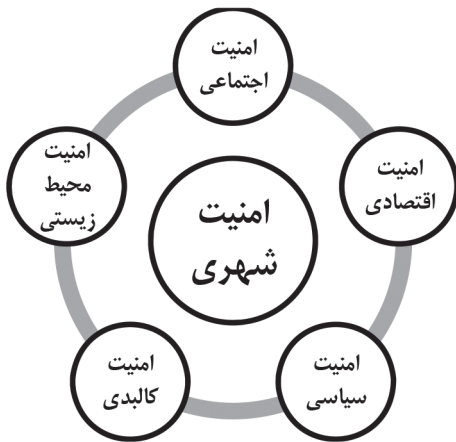 امنیت
اجتماعی
امنیت
اقتصادی
امنیت
سیاسی
امنیت
کالبدی
امنیت
محیط
زیستی
امنیت
شهری